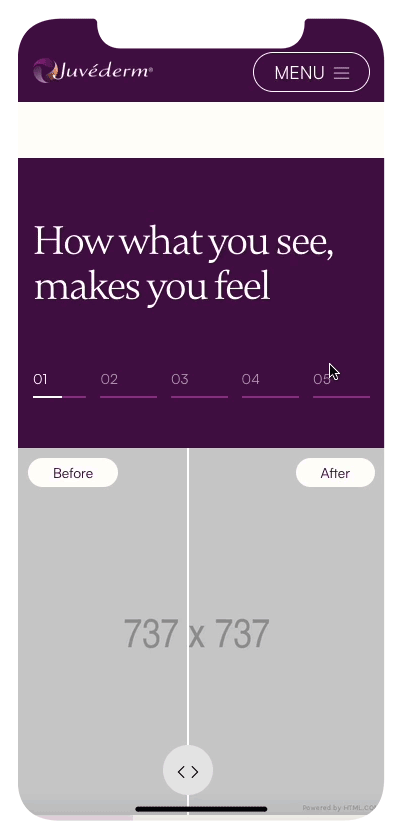 Juvéderm®
MENU
How what you see,
makes you feel
01 02 03 04 05
Before After
737 x 737
Powered by HTML.CO